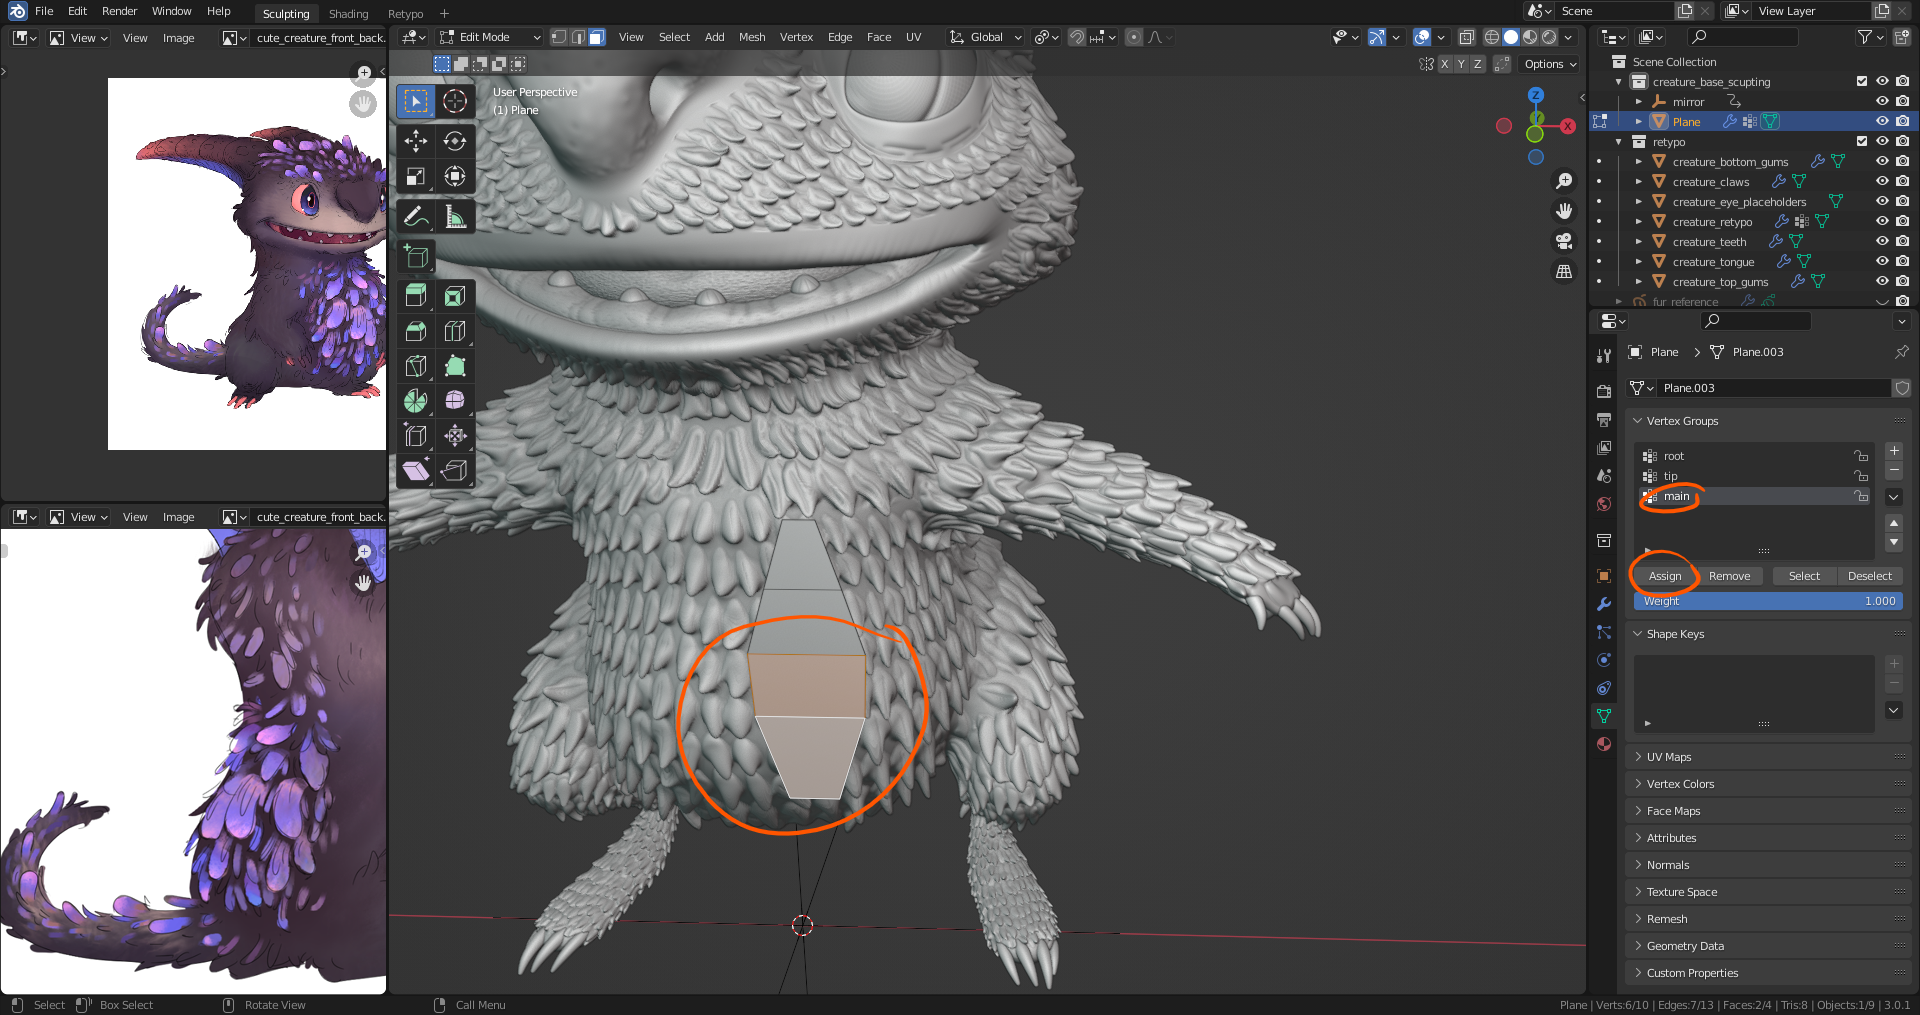 File Edit Render Window Help
Sculpting Shading Retypo +
Scene
View Layer
View View Image cute_creature_front_back.
Edit Mode View Select Add Mesh Vertex Edge Face UV Global
X Y Z Options
User Perspective
(1) Plane
Z
X
Scene Collection
creature_base_scupting
mirror
Plane
retypo
creature_bottom_gums
creature_claws
creature_eye_placeholders
creature_retypo
creature_teeth
creature_tongue
creature_top_gums
fur_reference
Plane > Plane.003
Plane.003
Vertex Groups
root
tip
main
Assign Remove Select Deselect
Weight 1.000
Shape Keys
UV Maps
Vertex Colors
Face Maps
Attributes
Normals
Texture Space
Remesh
Geometry Data
Custom Properties
View View Image cute_creature_front_back.
Select Box Select Rotate View Call Menu
Plane | Verts:6/10 | Edges:7/13 | Faces:2/4 | Tris:8 | Objects:1/9 | 3.0.1